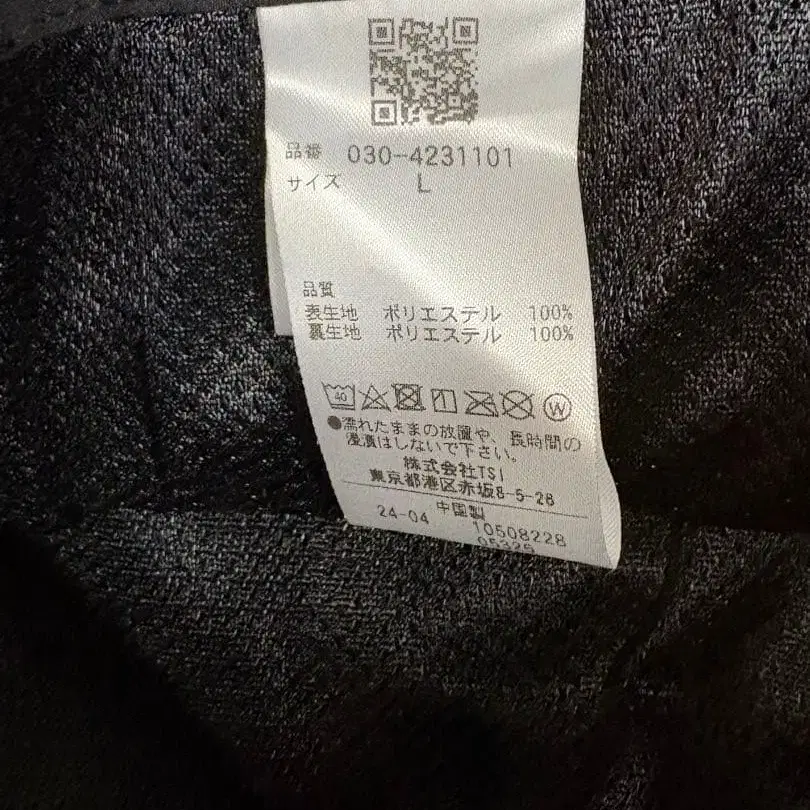 品番 030-4231101
サイズ L
品質
表生地 ポリエステル 100%
裏生地 ポリエステル 100%
40
W
●濡れたままの放置や、長時間の
浸漬はしないで下さい。
株式会社TSI
東京都港区赤坂8-5-28
中国製
24-04 10508228
05325